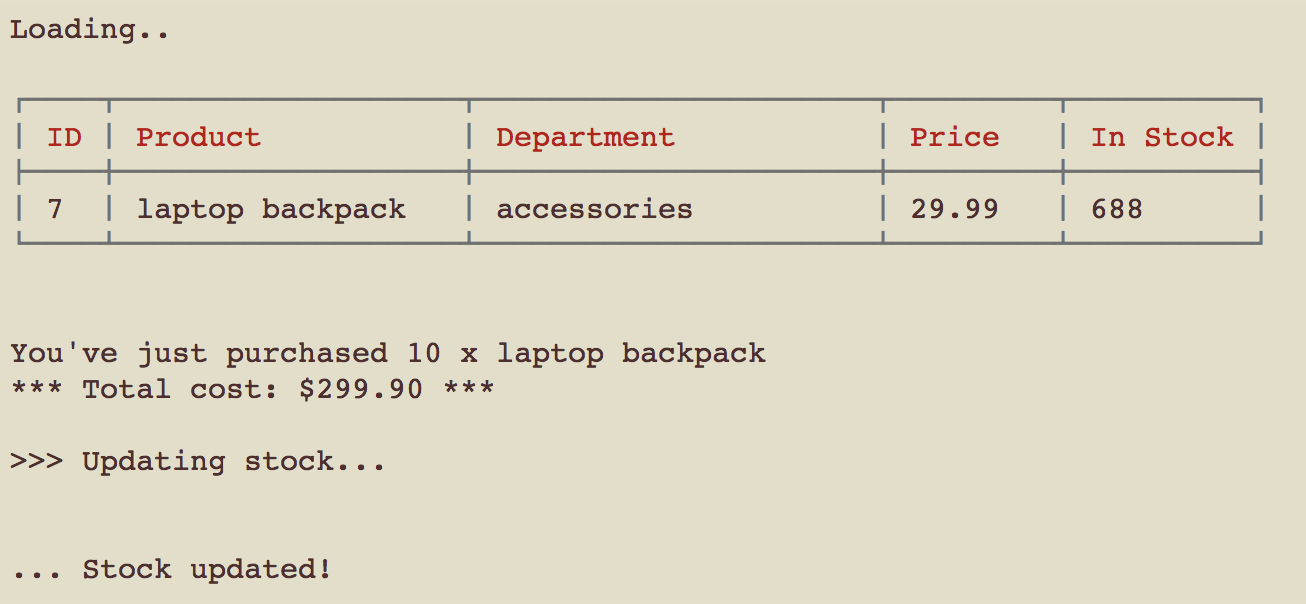 Loading..
ID Product Department Price In Stock
7 laptop backpack accessories 29.99 688
You've just purchased 10 x laptop backpack
*** Total cost: $299.90 ***
>>> Updating stock...
... Stock updated!